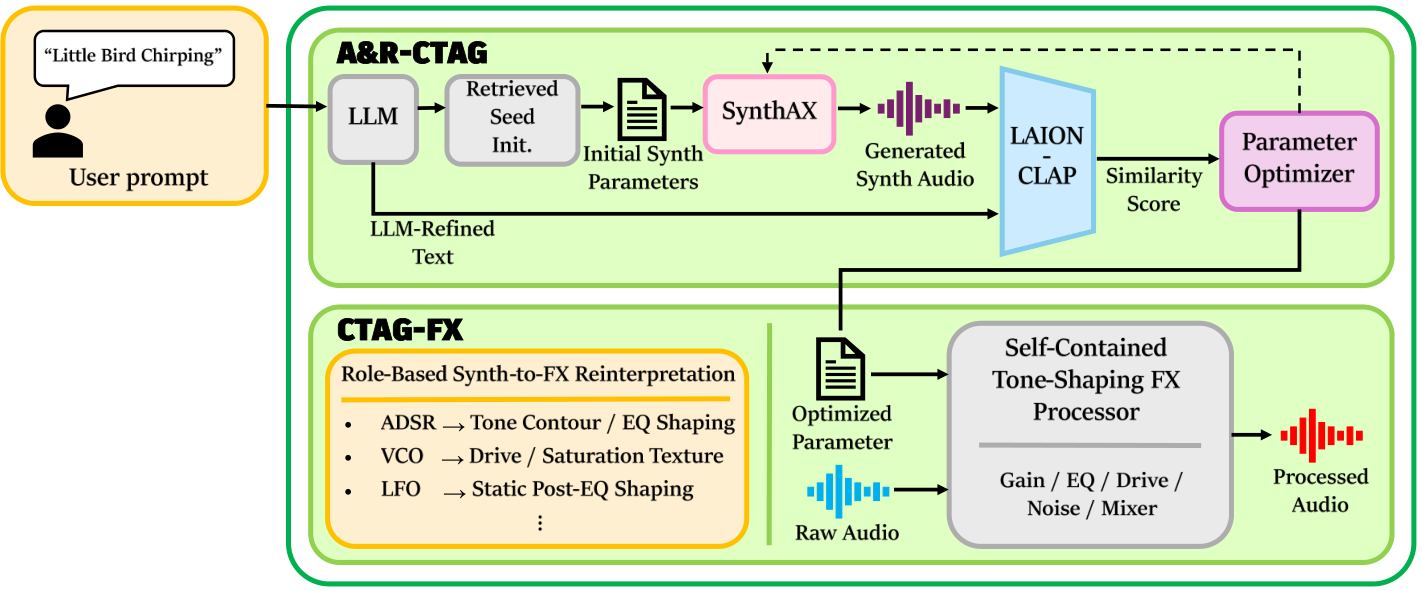 “Little Bird Chirping”
User prompt
A&R-CTAG
LLM
Retrieved
Seed
Init.
Initial Synth
Parameters
SynthAX
Generated
Synth Audio
LAION
-
CLAP
Similarity
Score
Parameter
Optimizer
LLM-Refined
Text
CTAG-FX
Role-Based Synth-to-FX Reinterpretation
• ADSR → Tone Contour / EQ Shaping
• VCO → Drive / Saturation Texture
• LFO → Static Post-EQ Shaping
⋮
Optimized
Parameter
Raw Audio
Self-Contained
Tone-Shaping FX
Processor
Gain / EQ / Drive /
Noise / Mixer
Processed
Audio